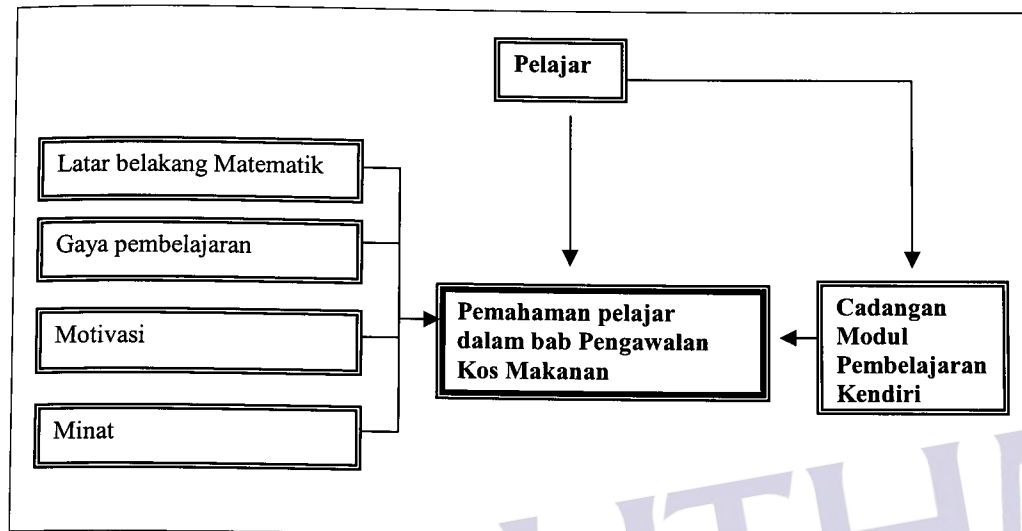 Pelajar
Latar belakang Matematik
Gaya pembelajaran
Motivasi
Minat
Pemahaman pelajar
dalam bab Pengawalan
Kos Makanan
Cadangan
Modul
Pembelajaran
Kendiri